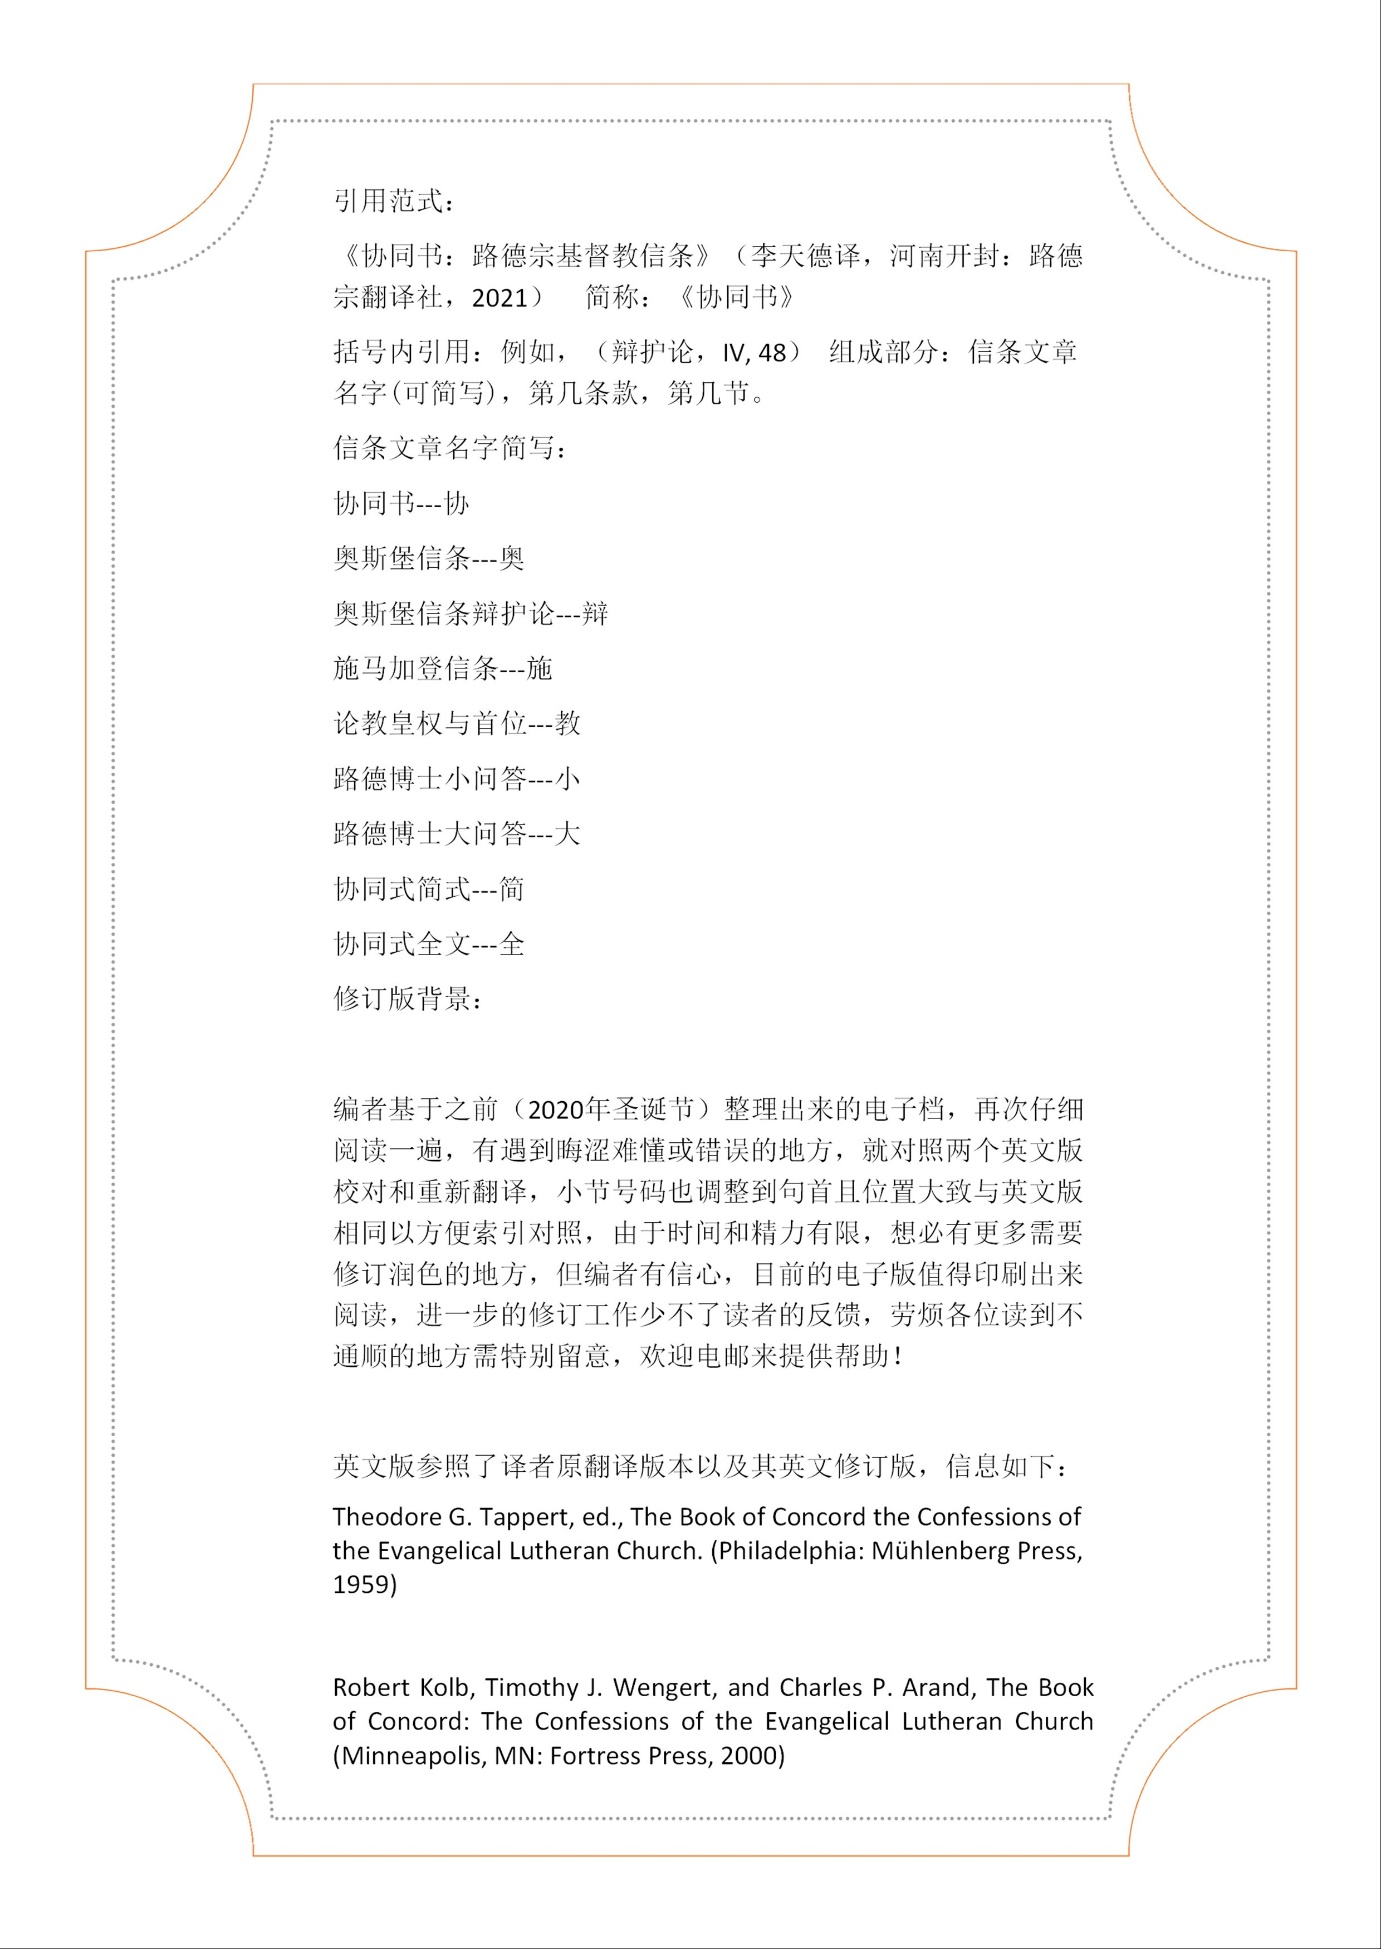 引用范式：
《协同书：路德宗基督教信条》（李天德译，河南开封：路德
宗翻译社，2021） 简称：《协同书》
括号内引用：例如，（辩护论，IV, 48） 组成部分：信条文章
名字(可简写)，第几条款，第几节。
信条文章名字简写：
协同书---协
奥斯堡信条---奥
奥斯堡信条辩护论---辩
施马加登信条---施
论教皇权与首位---教
路德博士小问答---小
路德博士大问答---大
协同式简式---简
协同式全文---全
修订版背景：
编者基于之前（2020年圣诞节）整理出来的电子档，再次仔细
阅读一遍，有遇到晦涩难懂或错误的地方，就对照两个英文版
校对和重新翻译，小节号码也调整到句首且位置大致与英文版
相同以方便索引对照，由于时间和精力有限，想必有更多需要
修订润色的地方，但编者有信心，目前的电子版值得印刷出来
阅读，进一步的修订工作少不了读者的反馈，劳烦各位读到不
通顺的地方需特别留意，欢迎电邮来提供帮助！
英文版参照了译者原翻译版本以及其英文修订版，信息如下：
Theodore G. Tappert, ed., The Book of Concord the Confessions of
the Evangelical Lutheran Church. (Philadelphia: Mühlenberg Press,
1959)
Robert Kolb, Timothy J. Wengert, and Charles P. Arand, The Book
of Concord: The Confessions of the Evangelical Lutheran Church
(Minneapolis, MN: Fortress Press, 2000)